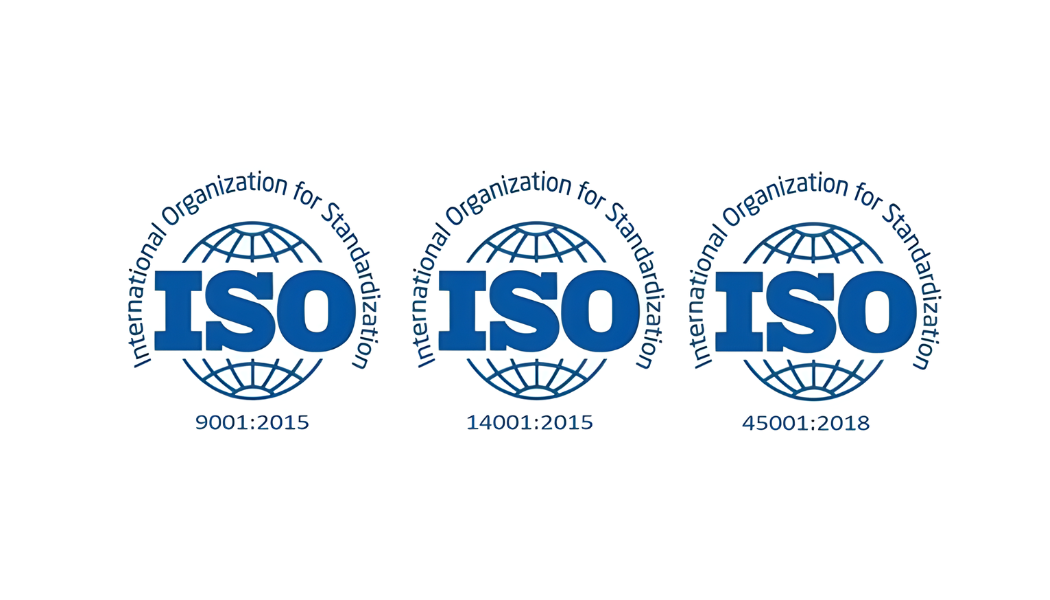 International Organization for Standardization
ISO
9001:2015
International Organization for Standardization
ISO
14001:2015
International Organization for Standardization
ISO
45001:2018